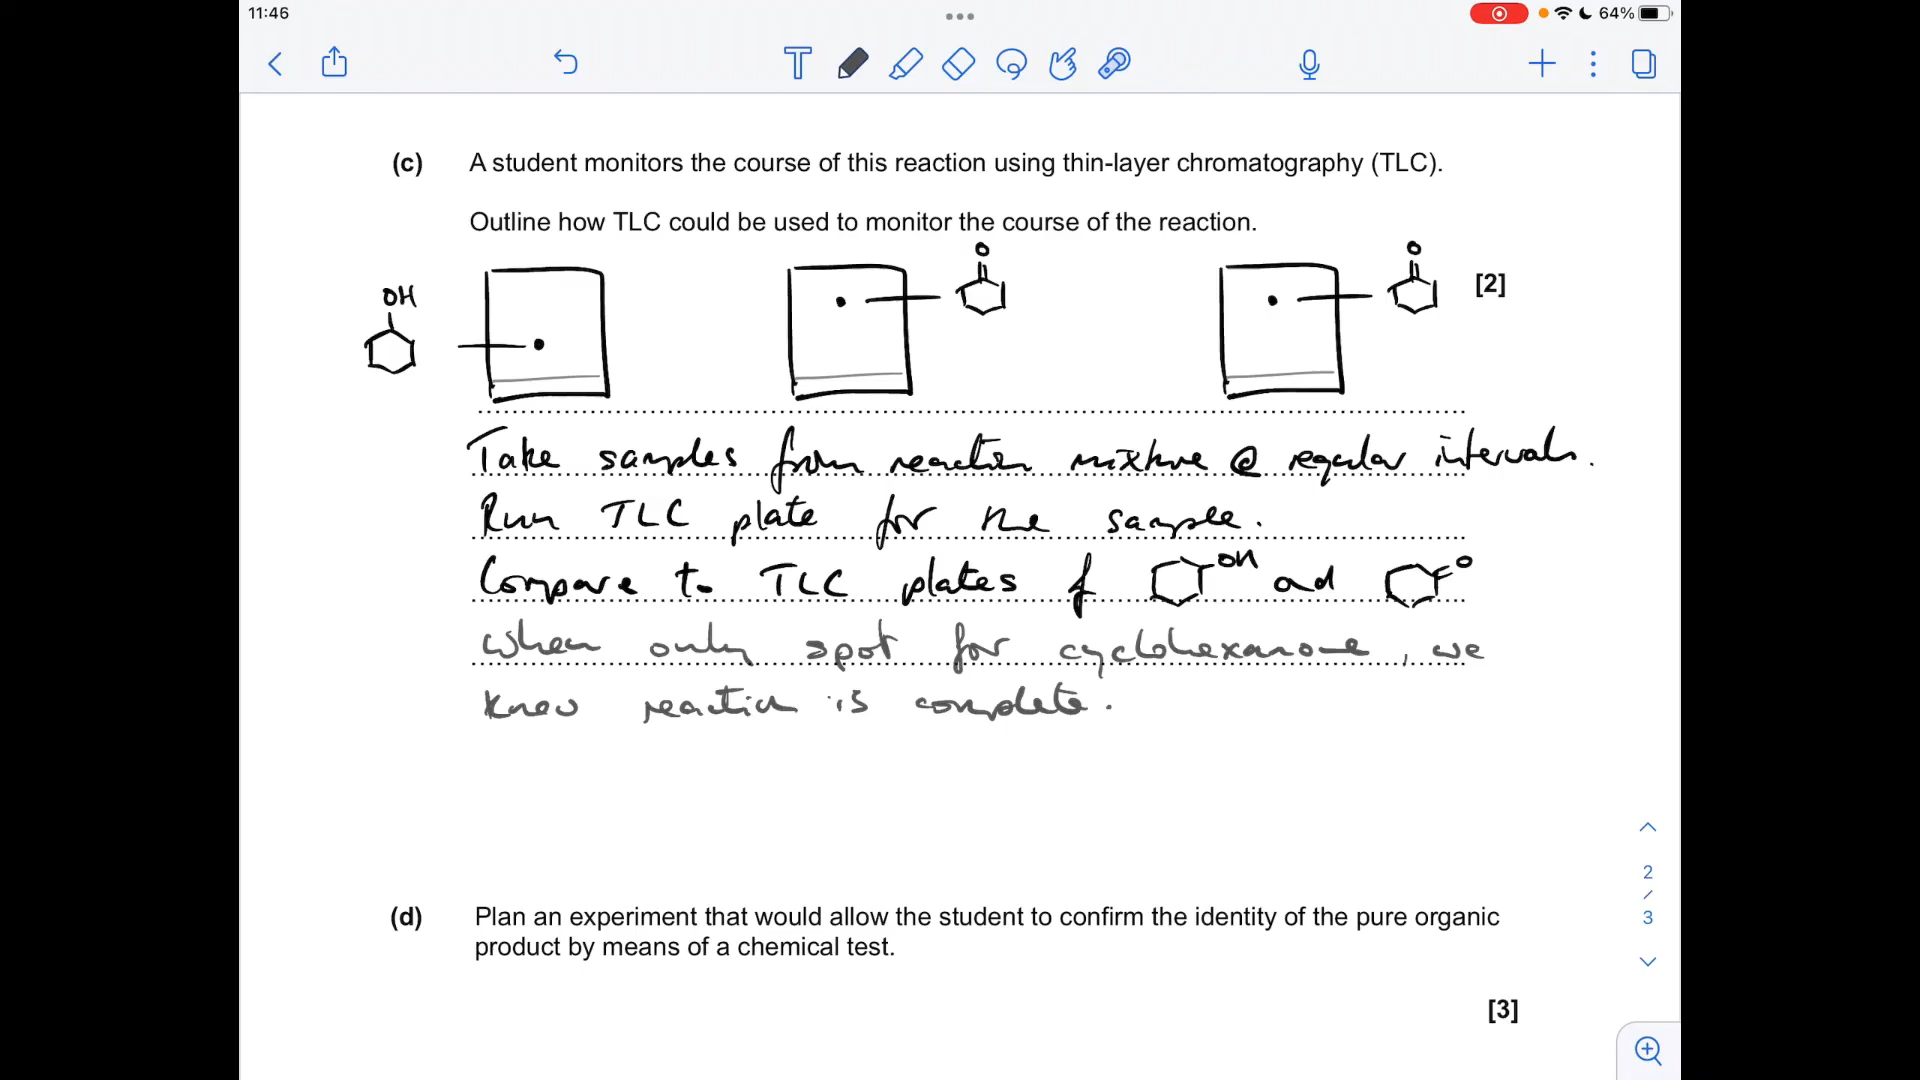 11:46
64%
(c) A student monitors the course of this reaction using thin-layer chromatography (TLC).
Outline how TLC could be used to monitor the course of the reaction.
O
O
[2]
OH
Take samples from reaction mixture @ regular intervals.
Run TLC plate for the sample.
Compare to TLC plates of OH and O
When only spot for cyclohexanone, we
know reaction is complete.
2
/
3
(d) Plan an experiment that would allow the student to confirm the identity of the pure organic
product by means of a chemical test.
[3]